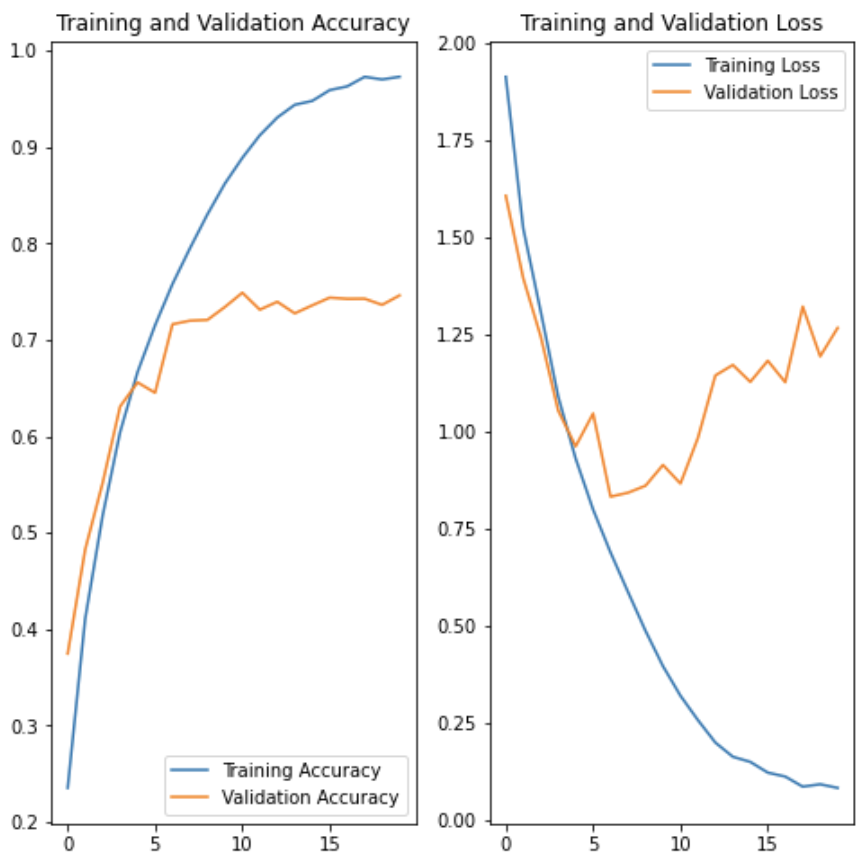 Training and Validation Accuracy
1.0
0.9
0.8
0.7
0.6
0.5
0.4
0.3
0.2
Training Accuracy
Validation Accuracy
0 5 10 15
Training and Validation Loss
2.00
1.75
1.50
1.25
1.00
0.75
0.50
0.25
0.00
Training Loss
Validation Loss
0 5 10 15